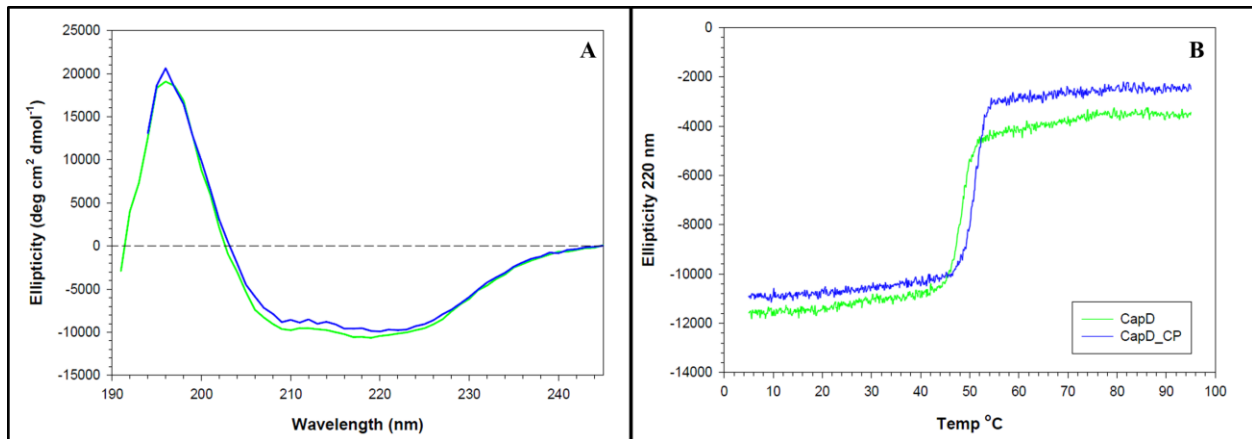 A
Ellipticity (deg cm² dmol⁻¹)
25000
20000
15000
10000
5000
0
-5000
-10000
-15000
190 200 210 220 230 240
Wavelength (nm)
B
Ellipticity 220 nm
0
-2000
-4000
-6000
-8000
-10000
-12000
-14000
CapD
CapD_CP
0 10 20 30 40 50 60 70 80 90 100
Temp °C